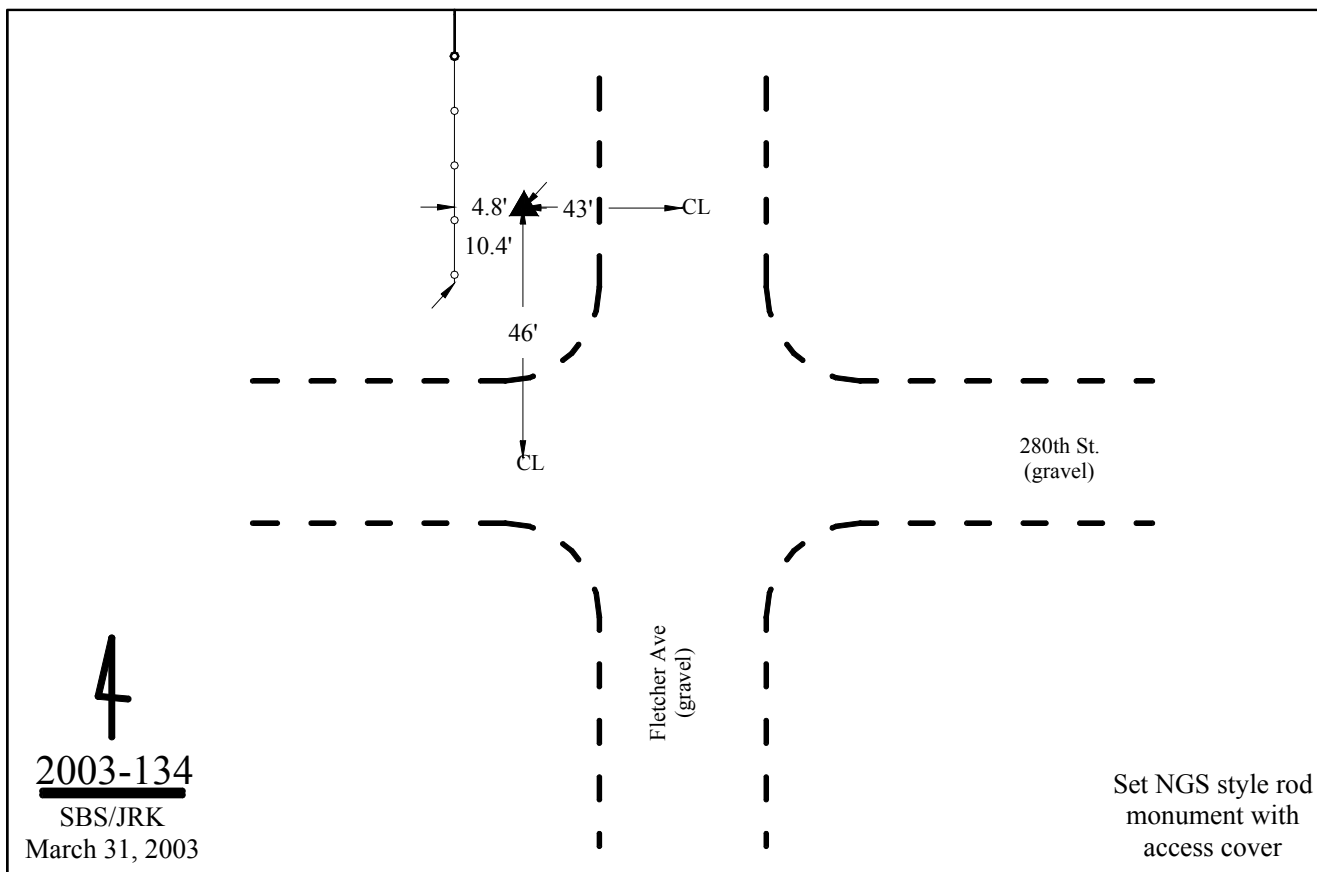 4.8'
43'
CL
10.4'
46'
CL
280th St.
(gravel)
Fletcher Ave
(gravel)
2003-134
SBS/JRK
March 31, 2003
Set NGS style rod
monument with
access cover